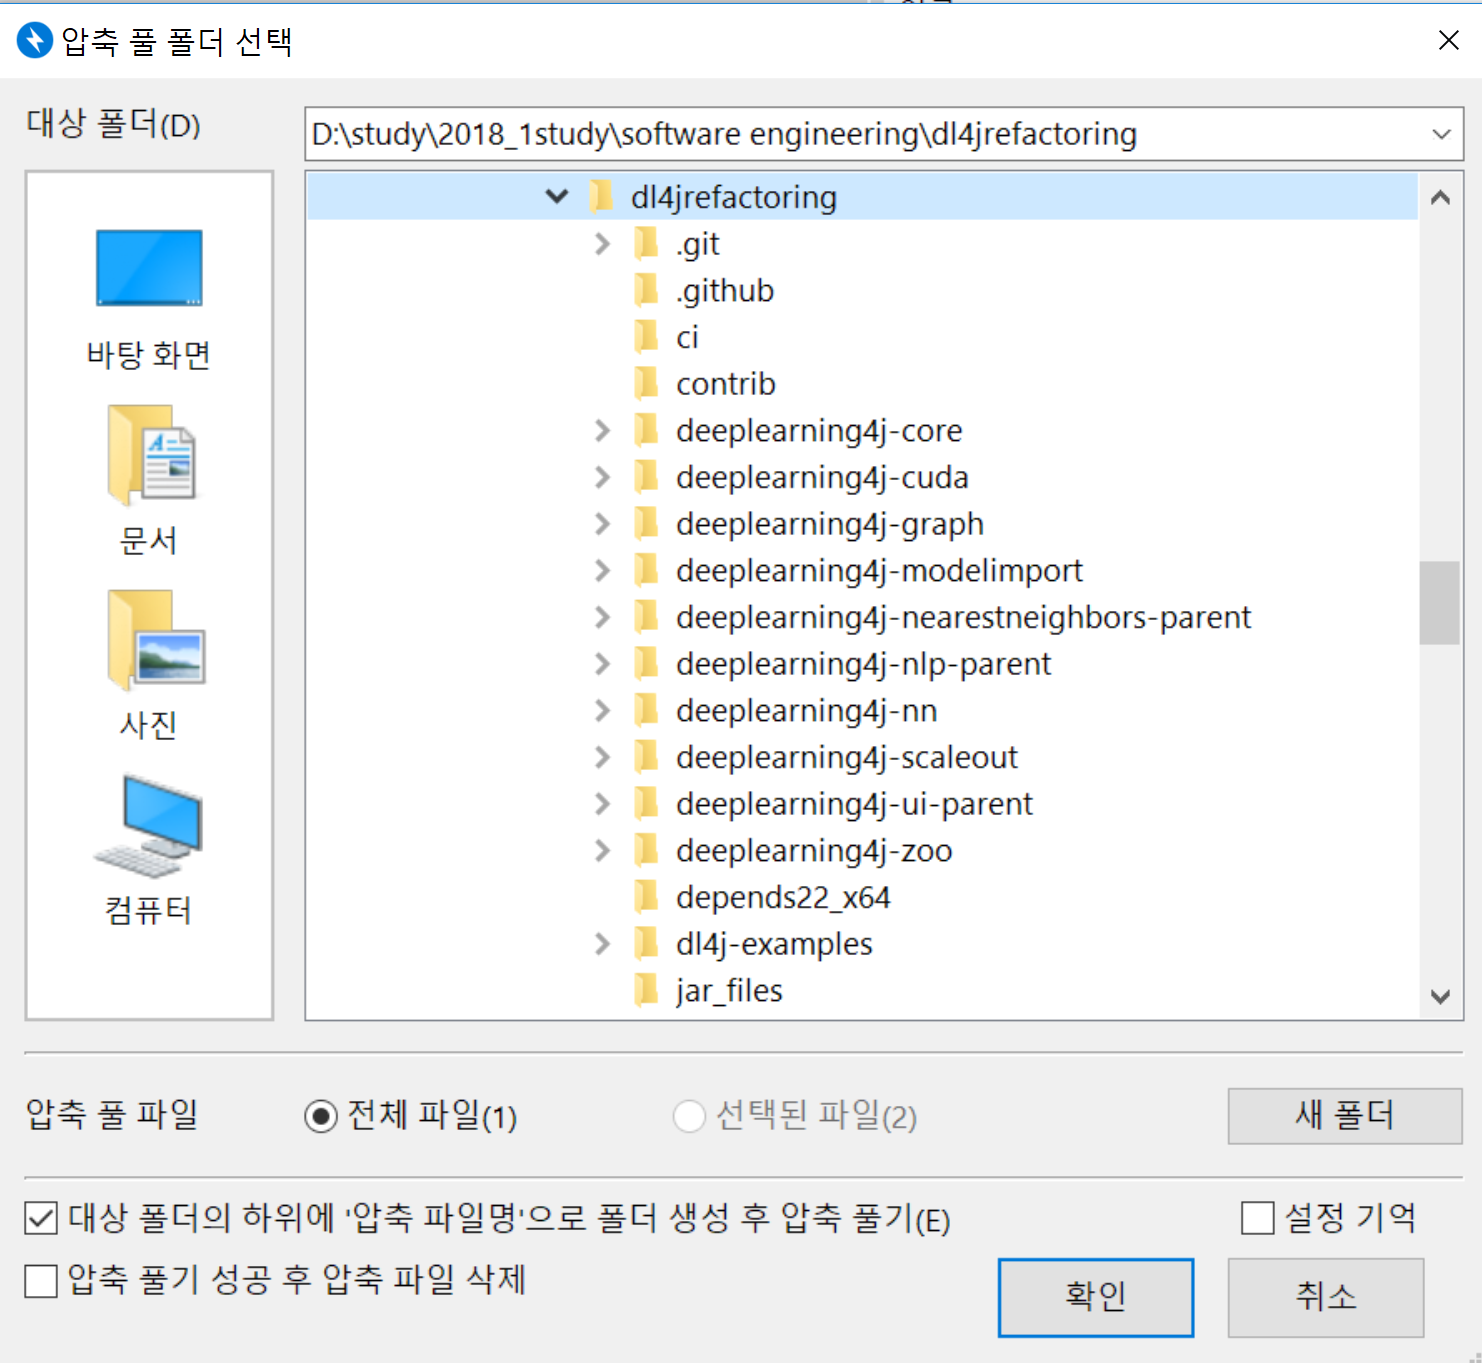 압축 풀 폴더 선택
대상 폴더(D)
D:\study\2018_1study\software engineering\dl4jrefactoring
바탕 화면
문서
사진
컴퓨터
dl4jrefactoring
.git
.github
ci
contrib
deeplearning4j-core
deeplearning4j-cuda
deeplearning4j-graph
deeplearning4j-modelimport
deeplearning4j-nearestneighbors-parent
deeplearning4j-nlp-parent
deeplearning4j-nn
deeplearning4j-scaleout
deeplearning4j-ui-parent
deeplearning4j-zoo
depends22_x64
dl4j-examples
jar_files
압축 풀 파일
전체 파일(1)
선택된 파일(2)
새 폴더
대상 폴더의 하위에 '압축 파일명'으로 폴더 생성 후 압축 풀기(E)
설정 기억
압축 풀기 성공 후 압축 파일 삭제
확인
취소